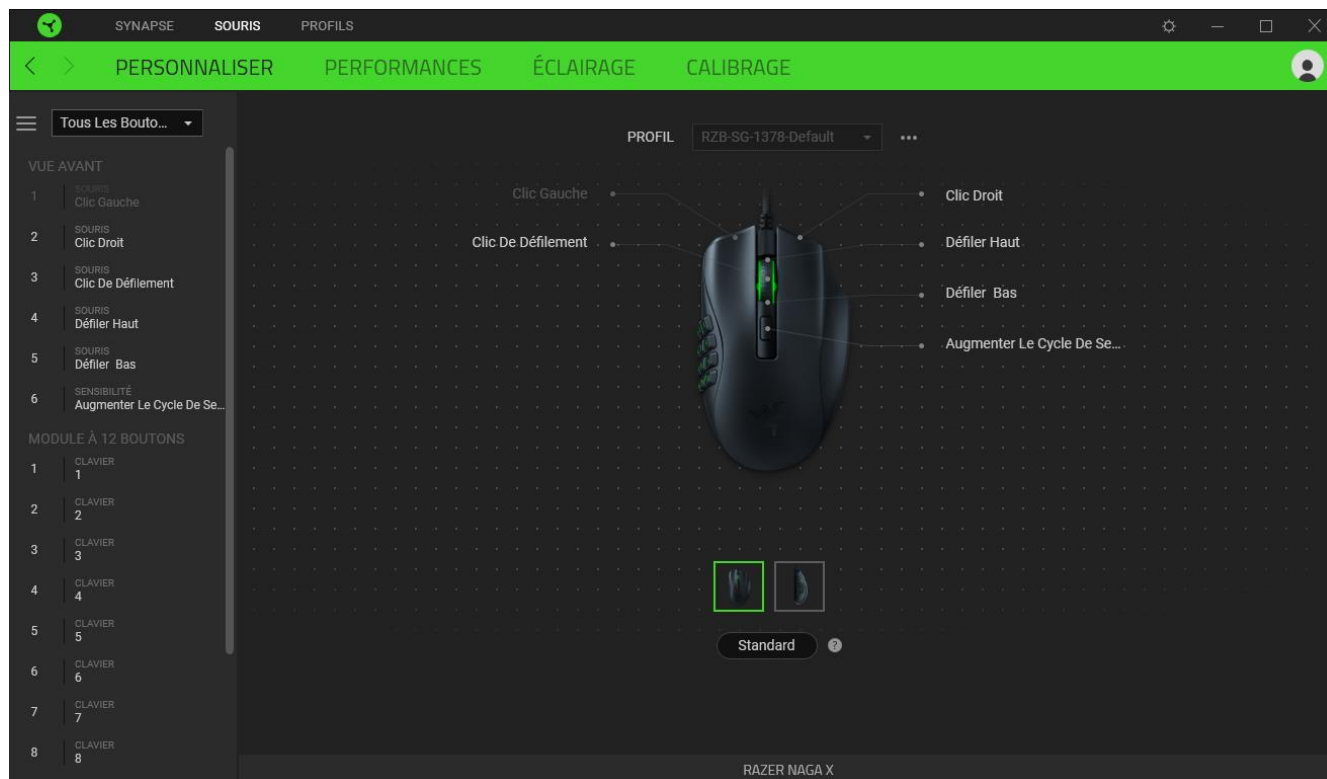 SYNAPSE SOURIS PROFILS
PERSONNALISER PERFORMANCES ÉCLAIRAGE CALIBRAGE
Tous Les Bouto...
VUE AVANT
1 SOURIS
Clic Gauche
2 SOURIS
Clic Droit
3 SOURIS
Clic De Défilement
4 SOURIS
Défiler Haut
5 SOURIS
Défiler Bas
6 SENSIBILITÉ
Augmenter Le Cycle De Se...
MODULE À 12 BOUTONS
1 CLAVIER
1
2 CLAVIER
2
3 CLAVIER
3
4 CLAVIER
4
5 CLAVIER
5
6 CLAVIER
6
7 CLAVIER
7
8 CLAVIER
8
PROFIL RZB-SG-1378-Default
Clic Gauche
Clic De Défilement
Clic Droit
Défiler Haut
Défiler Bas
Augmenter Le Cycle De Se...
Standard ?
RAZER NAGA X